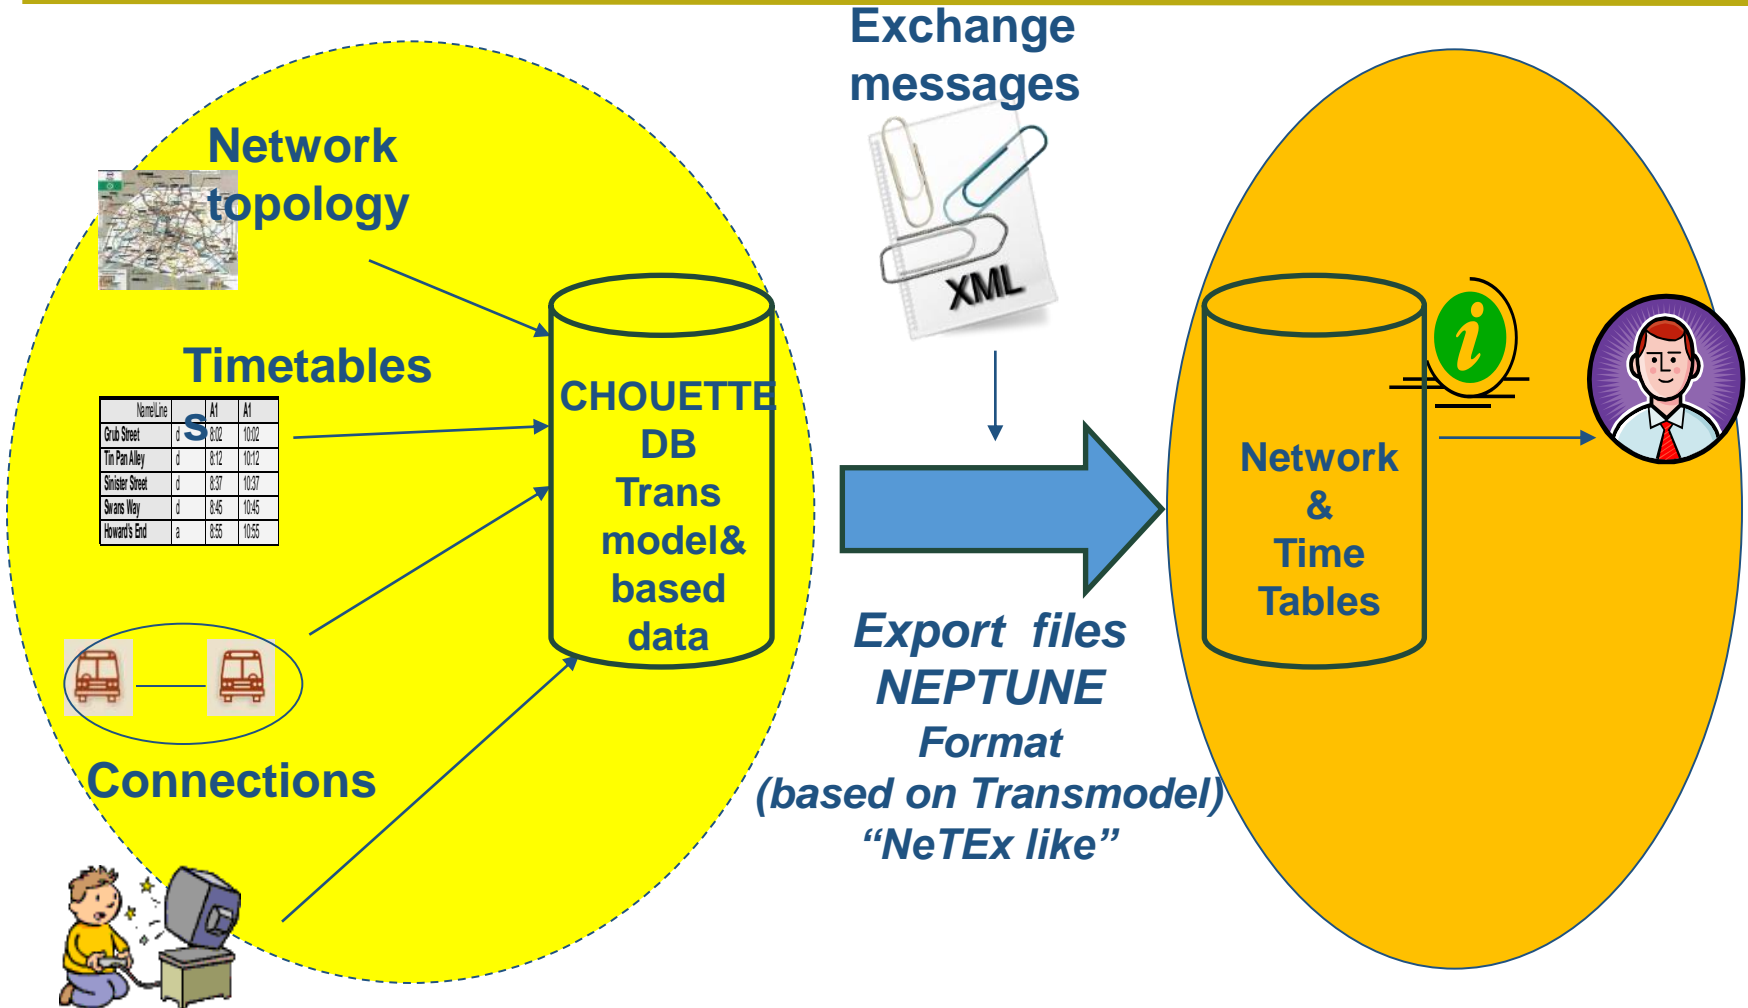 Exchange
messages
Network
topology
XML
Timetables
s
Name\Line A1 A1
Grub Street d 8:02 10:02
Tin Pan Alley d 8:12 10:12
Sinister Street d 8:37 10:37
Swans Way d 8:45 10:45
Howard's End a 8:55 10:55
CHOUETTE
DB
Trans
model&
based
data
i
Network
&
Time
Tables
Connections
Export files
NEPTUNE
Format
(based on Transmodel)
“NeTEx like”